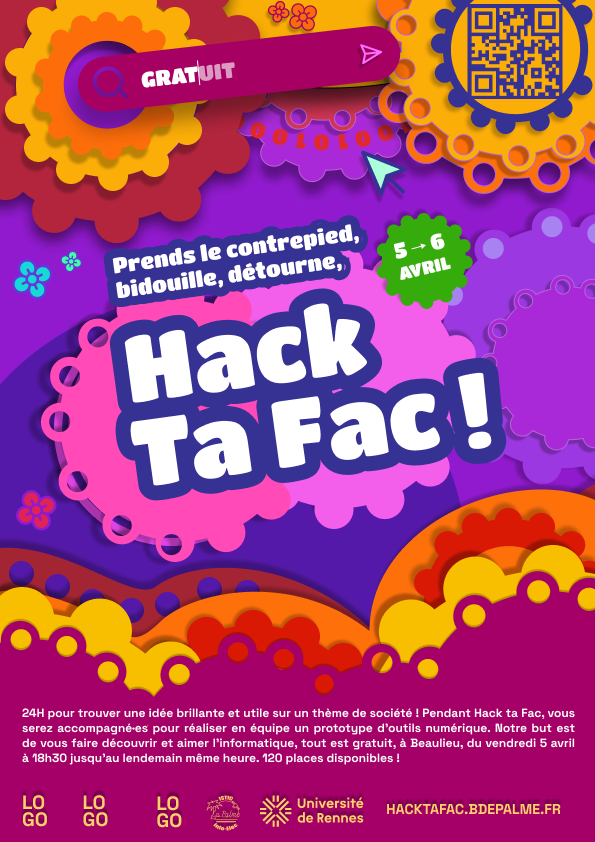 GRATUIT
0010100
Prends le contrepied,
bidouille, détourne,
5→6
AVRIL
Hack
Ta Fac !
24H pour trouver une idée brillante et utile sur un thème de société ! Pendant Hack ta Fac, vous
serez accompagné·es pour réaliser en équipe un prototype d'outils numérique. Notre but est
de vous faire découvrir et aimer l'informatique, tout est gratuit, à Beaulieu, du vendredi 5 avril
à 18h30 jusqu'au lendemain même heure. 120 places disponibles !
LO
GO
LO
GO
LO
GO
ISTIC
La Palme
Université
de Rennes
HACKTAFAC.BDEPALME.FR